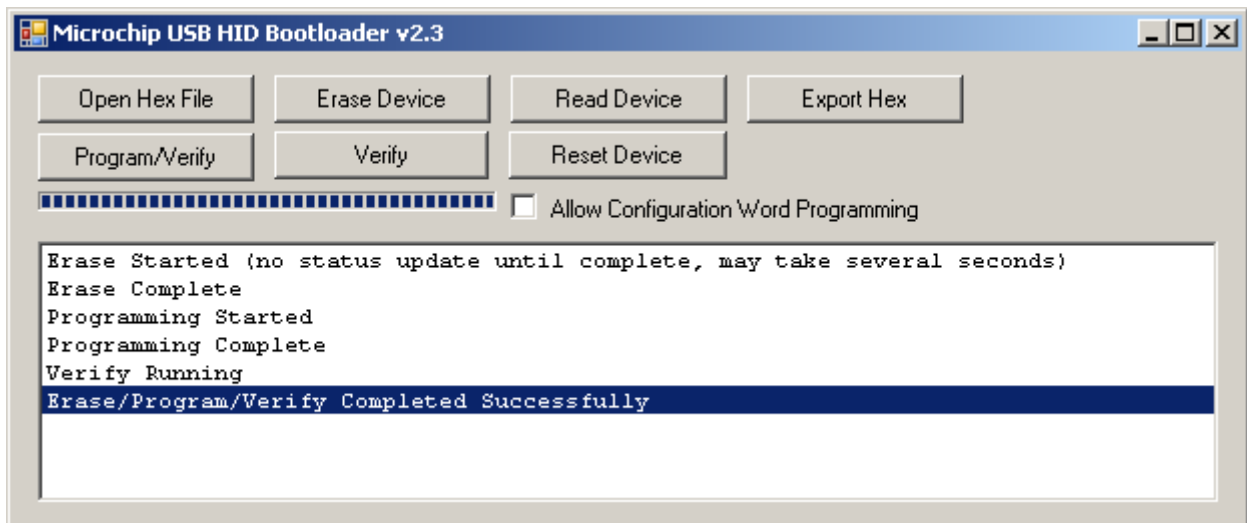 Microchip USB HID Bootloader v2.3
Open Hex File Erase Device Read Device Export Hex
Program/Verify Verify Reset Device
Allow Configuration Word Programming
Erase Started (no status update until complete, may take several seconds)
Erase Complete
Programming Started
Programming Complete
Verify Running
Erase/Program/Verify Completed Successfully